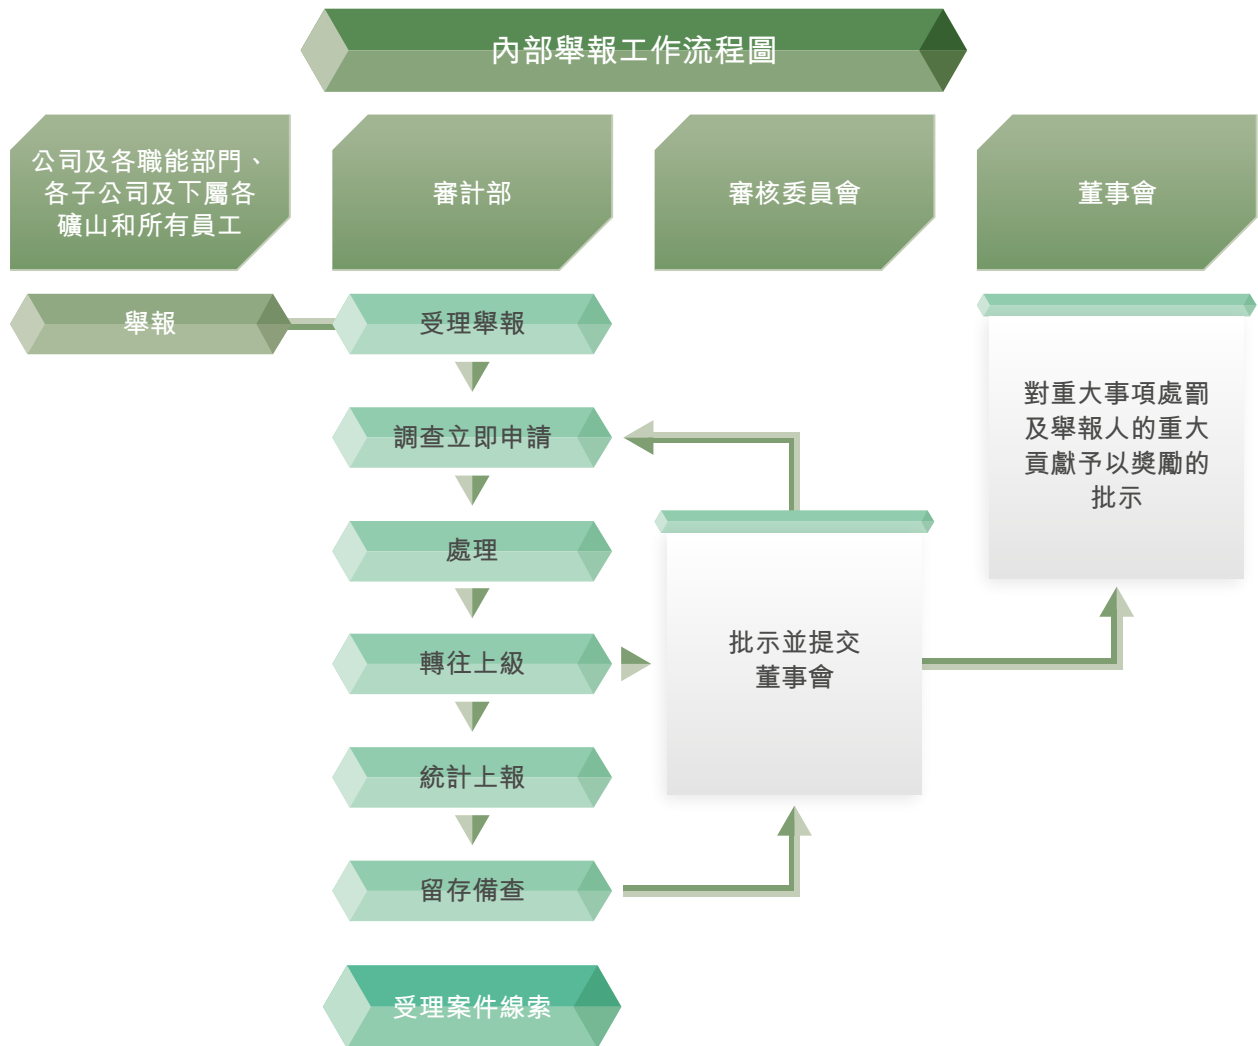 內部舉報工作流程圖
公司及各職能部門、
各子公司及下屬各
礦山和所有員工
審計部
審核委員會
董事會
舉報
受理舉報
調查立即申請
處理
轉往上級
統計上報
留存備查
受理案件線索
批示並提交
董事會
對重大事項處罰
及舉報人的重大
貢獻予以獎勵的
批示